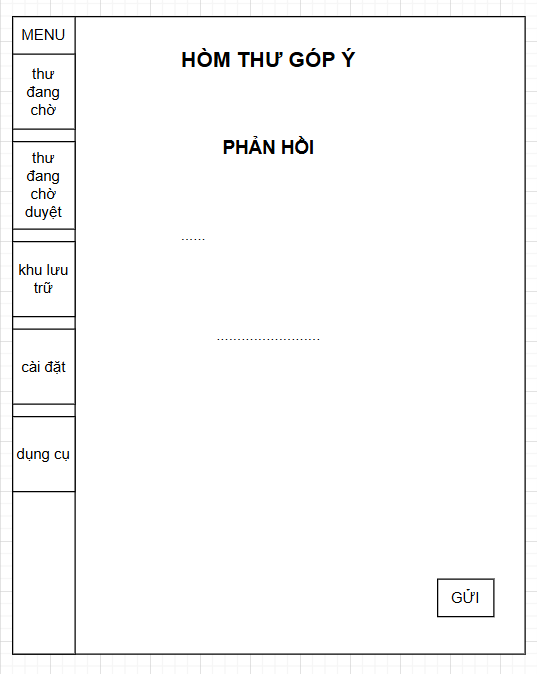 MENU
thư
đang
chờ
thư
đang
chờ
duyệt
khu lưu
trữ
cài đặt
dụng cụ
HÒM THƯ GÓP Ý
PHẢN HỒI
......
.........................
GỬI